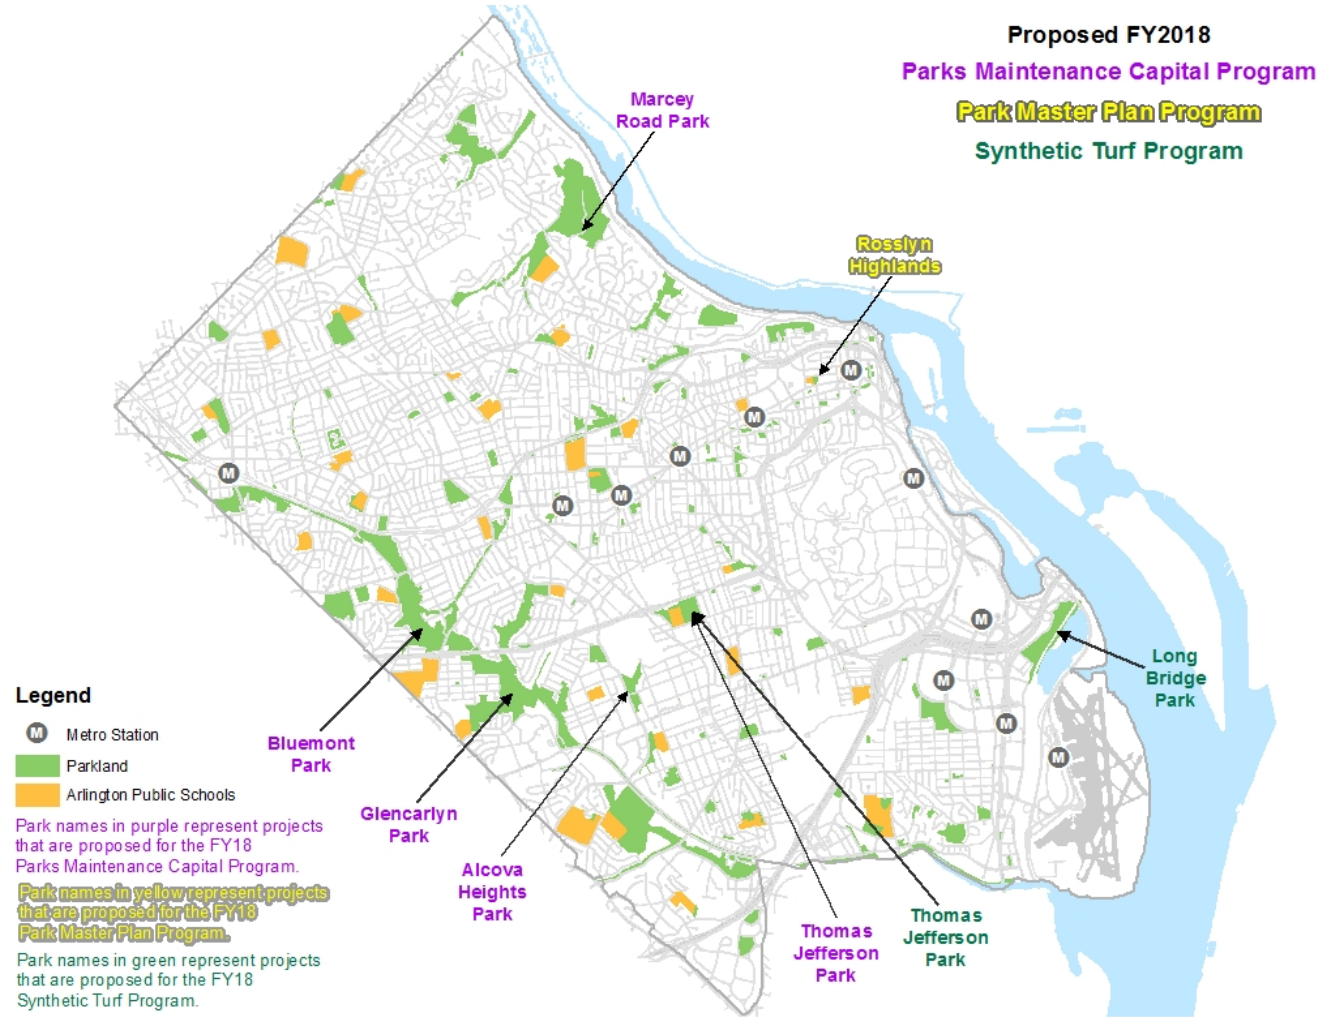 Proposed FY2018
Parks Maintenance Capital Program
Park Master Plan Program
Synthetic Turf Program
Marcey
Road Park
Rosslyn
Highlands
M
M
M
M
M
M
M
M
M
M
M
Long
Bridge
Park
Bluemont
Park
Glencarlyn
Park
Alcova
Heights
Park
Thomas
Jefferson
Park
Thomas
Jefferson
Park
Legend
M Metro Station
Parkland
Arlington Public Schools
Park names in purple represent projects
that are proposed for the FY18
Parks Maintenance Capital Program.
Park names in yellow represent projects
that are proposed for the FY18
Park Master Plan Program.
Park names in green represent projects
that are proposed for the FY18
Synthetic Turf Program.